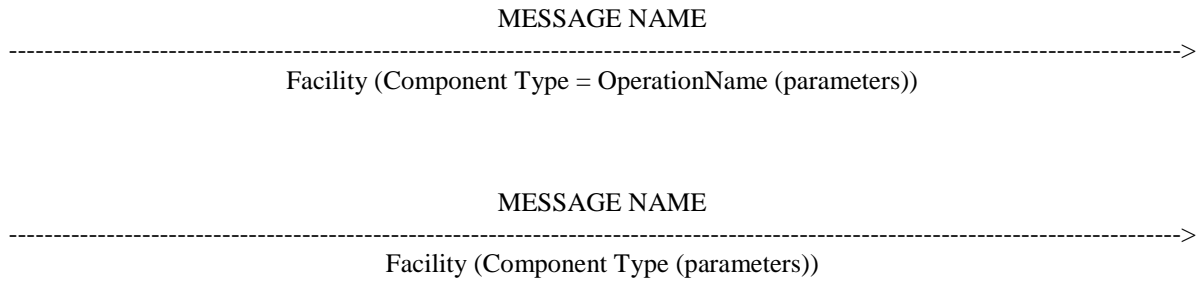 MESSAGE NAME
------------------------------------------------------------------------------------------------------------------------------------>
Facility (Component Type = OperationName (parameters))
MESSAGE NAME
------------------------------------------------------------------------------------------------------------------------------------>
Facility (Component Type (parameters))